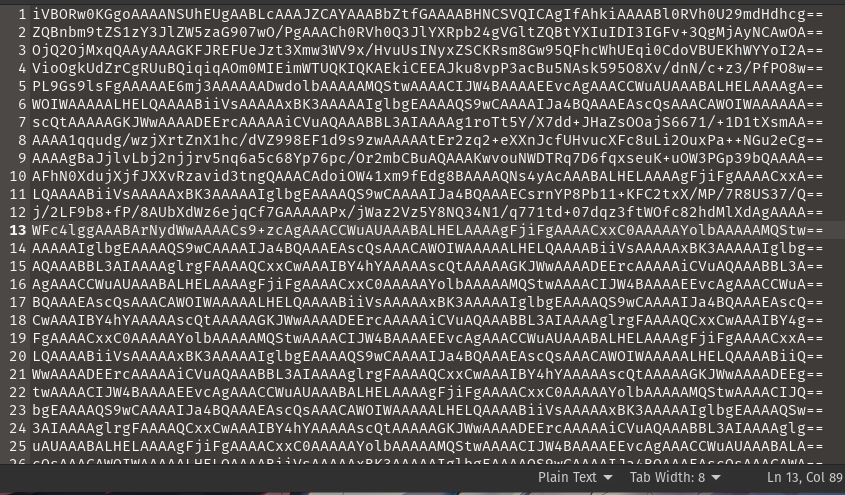 1 iVBORw0KGgoAAAANSUhEUgAABLcAAAJZCAYAAABbZtfGAAAABHNCSVQICAgIfAhkiAAAABl0RVh0U29mdHdhcg==
2 ZQBnbm9tZS1zY3JlZW5zaG907wO/PgAAACh0RVh0Q3JlYXRpb24gVGltZQBtYXIuIDI3IGFv+3QgMjAyNCAwOA==
3 OjQ2OjMxqQAAyAAAGKFJREFUeJzt3Xmw3WV9x/HvuUsINyxZSCKRsm8Gw95QFhcWhUEqi0CdoVBUEKhWYYoI2A==
4 VioOgkUdZrCgRUuBQiqiqAOm0MIEimWTUQKIQKAEkiCEEAJku8vpP3acBu5NAsk595O8Xv/dnN/c+z3/PfPO8w==
5 PL9Gs9lsFgAAAAAE6mj3AAAAAADwdolbAAAAAAMQStwAAAACIJW4BAAAAEEvcAgAAACCWuAUAAABALHELAAAAgA==
6 WOIWAAAAALHELQAAAABiiVsAAAAAxBK3AAAAAIglbgEAAAAQS9wCAAAAIJa4BQAAAEAscQsAAACAWOIWAAAAAA==
7 scQtAAAAAGKJWwAAAADEErcAAAAAiCVuAQAAABBL3AIAAAAg1roTt5Y/X7dd+JHaZsOOajS6671/+1D1tXsmAA==
8 AAAA1qqudg/wzjXrtZnX1hc/dVZ998EF1d9s9zwAAAAAtEr2zq2+eXXnJcfUHvucXFc8uLi2OuxPa++NGu2eCg==
9 AAAAgBaJjlvLbj2njjrv5nq6a5c68Yp76pc/Or2mbCBuAQAAAKwvouNWDTRq7D6fqxseuK+uOW3PGp39bQAAAA==
10 AFhN0XdujXjfJXXvRzavid3tngQAAACAdoiOW41xm9fEdg8BAAAAQNs4yAcAAABALHELAAAAgFjiFgAAAACxxA==
11 LQAAAABiiVsAAAAAxBK3AAAAAIglbgEAAAAQS9wCAAAAIJa4BQAAAECsrnYP8Pb11+KFC2txX/MP/7R8US37/Q==
12 j/2LF9b8+fP/8AUbXdWz6ejqCf7GAAAAAPx/jWaz2Vz5Y8NQ34N1/q771td+07dqz3ftWOfc82hdMlXdAgAAAA==
13 WFc4lggAAABArNydWwAAAACs9+zcAgAAACCWuAUAAABALHELAAAAgFjiFgAAAACxxC0AAAAAYolbAAAAAMQStw==
14 AAAAAIglbgEAAAAQS9wCAAAAIJa4BQAAAEAscQsAAACAWOIWAAAAALHELQAAAABiiVsAAAAAxBK3AAAAAIglbg==
15 AQAAABBL3AIAAAAglrgFAAAAQCxxCwAAAIBY4hYAAAAAscQtAAAAAGKJWwAAAADEErcAAAAAiCVuAQAAABBL3A==
16 AgAAACCWuAUAAABALHELAAAAgFjiFgAAAACxxC0AAAAAYolbAAAAAMQStwAAAACIJW4BAAAAEEvcAgAAACCWuA==
17 BQAAAEAscQsAAACAWOIWAAAAALHELQAAAABiiVsAAAAAxBK3AAAAAIglbgEAAAAQS9wCAAAAIJa4BQAAAEAscQ==
18 CwAAAIBY4hYAAAAAscQtAAAAAGKJWwAAAADEErcAAAAAiCVuAQAAABBL3AIAAAAglrgFAAAAQCxxCwAAAIBY4g==
19 FgAAAACxxC0AAAAAYolbAAAAAMQStwAAAACIJW4BAAAAEEvcAgAAACCWuAUAAABALHELAAAAgFjiFgAAAACxxA==
20 LQAAAABiiVsAAAAAxBK3AAAAAIglbgEAAAAQS9wCAAAAIJa4BQAAAEAscQsAAACAWOIWAAAAALHELQAAAABiiQ==
21 WwAAAADEErcAAAAAiCVuAQAAABBL3AIAAAAglrgFAAAAQCxxCwAAAIBY4hYAAAAAscQtAAAAAGKJWwAAAADEEg==
22 twAAAACIJW4BAAAAEEvcAgAAACCWuAUAAABALHELAAAAgFjiFgAAAACxxC0AAAAAYolbAAAAAMQStwAAAACIJQ==
23 bgEAAAAQS9wCAAAAIJa4BQAAAEAscQsAAACAWOIWAAAAALHELQAAAABiiVsAAAAAxBK3AAAAAIglbgEAAAAQSw==
24 3AIAAAAglrgFAAAAQCxxCwAAAIBY4hYAAAAAscQtAAAAAGKJWwAAAADEErcAAAAAiCVuAQAAABBL3AIAAAAglg==
25 uAUAAABALHELAAAAgFjiFgAAAACxxC0AAAAAYolbAAAAAMQStwAAAACIJW4BAAAAEEvcAgAAACCWuAUAAABALA==
Plain Text Tab Width: 8 Ln 13, Col 89